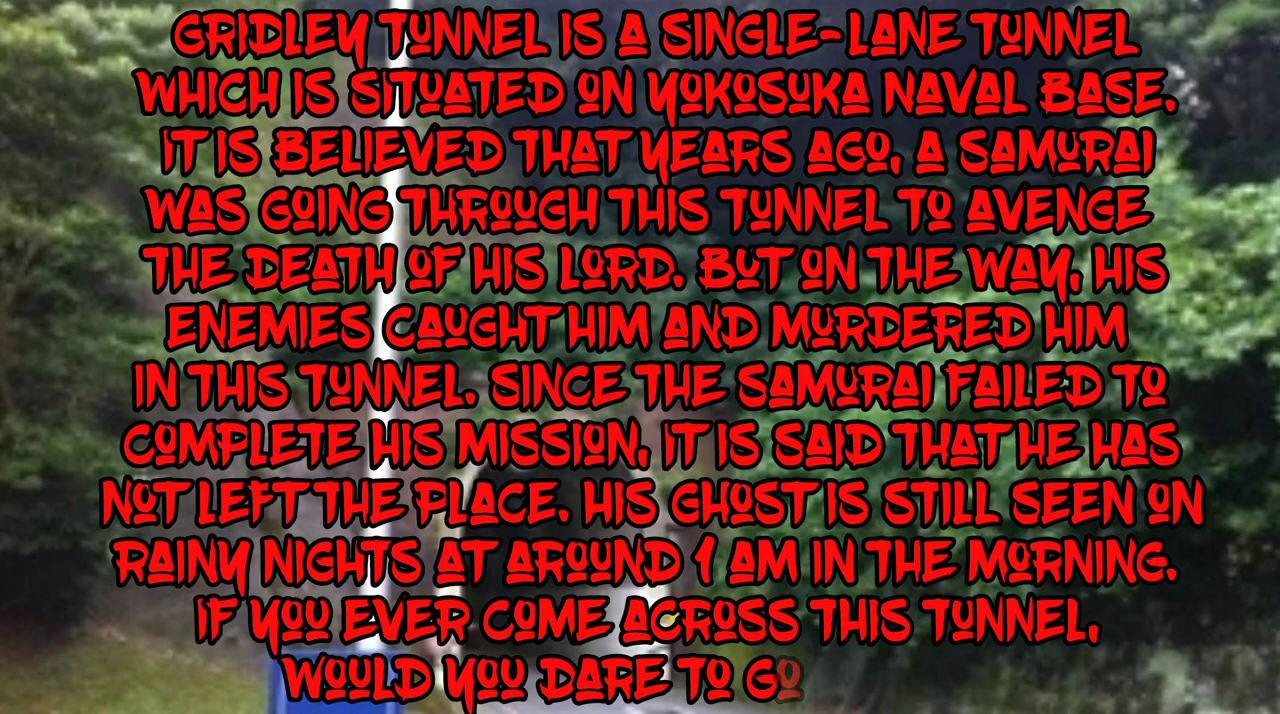 GRIDLEY TUNNEL IS A SINGLE-LANE TUNNEL
WHICH IS SITUATED ON YOKOSUKA NAVAL BASE.
IT IS BELIEVED THAT YEARS AGO, A SAMURAI
WAS GOING THROUGH THIS TUNNEL TO AVENGE
THE DEATH OF HIS LORD. BUT ON THE WAY, HIS
ENEMIES CAUGHT HIM AND MURDERED HIM
IN THIS TUNNEL. SINCE THE SAMURAI FAILED TO
COMPLETE HIS MISSION, IT IS SAID THAT HE HAS
NOT LEFT THE PLACE. HIS GHOST IS STILL SEEN ON
RAINY NIGHTS AT AROUND 1 AM IN THE MORNING.
IF YOU EVER COME ACROSS THIS TUNNEL,
WOULD YOU DARE TO GO